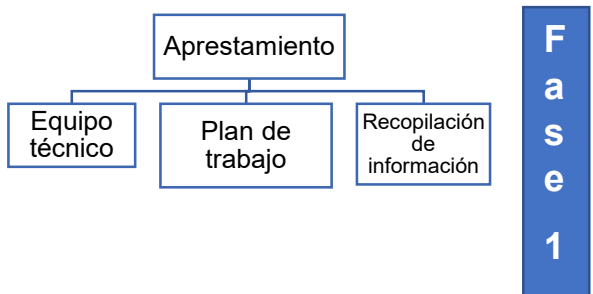 Aprestamiento
Equipo
técnico
Plan de
trabajo
Recopilación
de
información
F
a
s
e
1